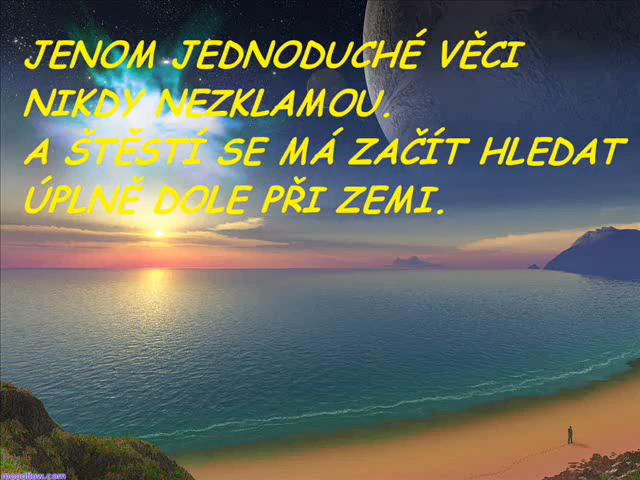 JENOM JEDNODUCHÉ VĚCI
NIKDY NEZKLAMOU.
A ŠTĚSTÍ SE MÁ ZAČÍT HLEDAT
ÚPLNĚ DOLE PŘI ZEMI.